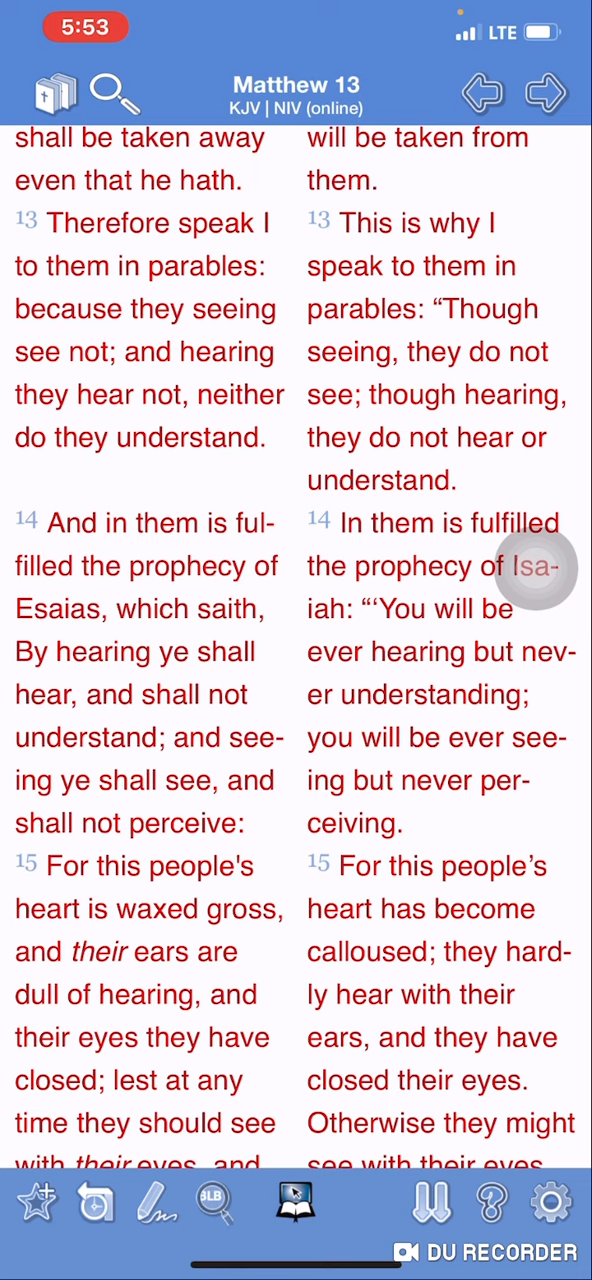 5:53
LTE
Matthew 13
KJV | NIV (online)
shall be taken away
even that he hath.
13 Therefore speak I
to them in parables:
because they seeing
see not; and hearing
they hear not, neither
do they understand.
14 And in them is ful-
filled the prophecy of
Esaias, which saith,
By hearing ye shall
hear, and shall not
understand; and see-
ing ye shall see, and
shall not perceive:
15 For this people's
heart is waxed gross,
and their ears are
dull of hearing, and
their eyes they have
closed; lest at any
time they should see
with their eyes, and
will be taken from
them.
13 This is why I
speak to them in
parables: “Though
seeing, they do not
see; though hearing,
they do not hear or
understand.
14 In them is fulfilled
the prophecy of Isa-
iah: “‘You will be
ever hearing but nev-
er understanding;
you will be ever see-
ing but never per-
ceiving.
15 For this people’s
heart has become
calloused; they hard-
ly hear with their
ears, and they have
closed their eyes.
Otherwise they might
see with their eyes
BLB
DU RECORDER